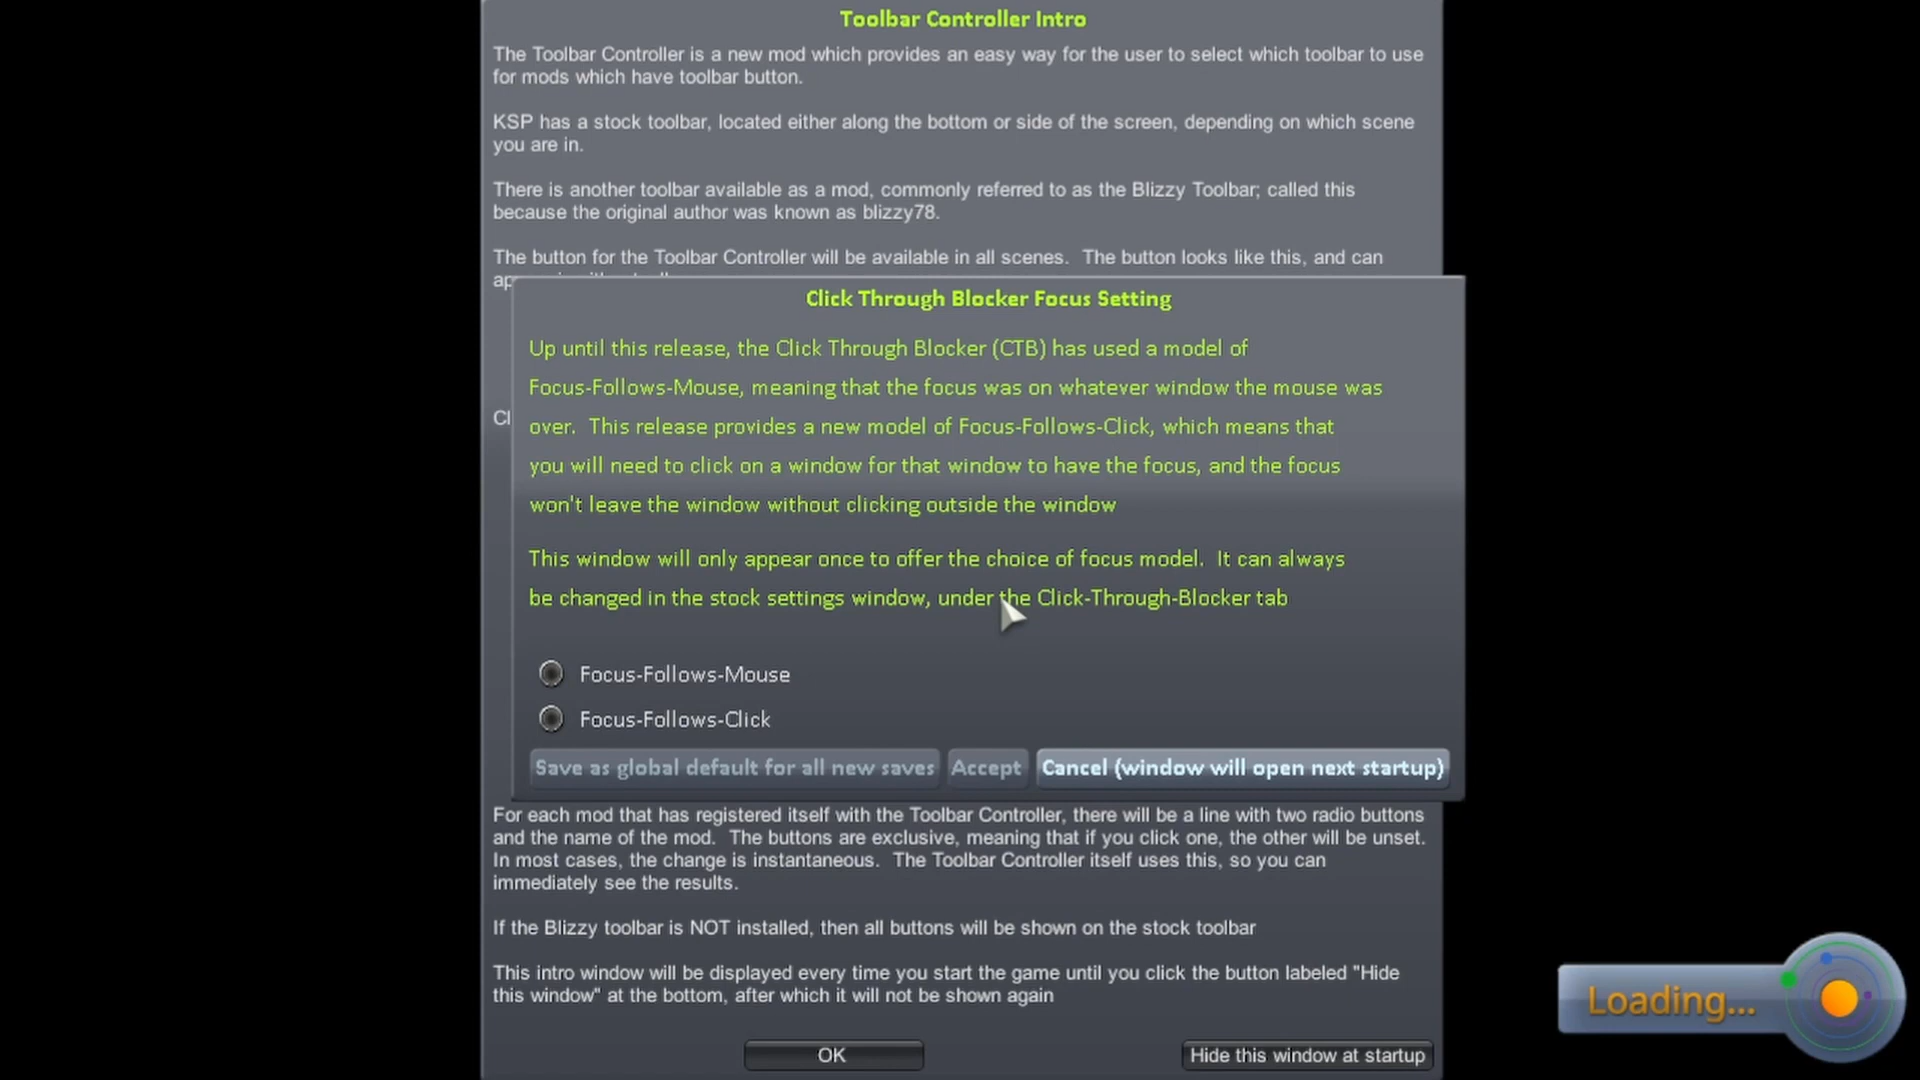 Toolbar Controller Intro
The Toolbar Controller is a new mod which provides an easy way for the user to select which toolbar to use
for mods which have toolbar button.
KSP has a stock toolbar, located either along the bottom or side of the screen, depending on which scene
you are in.
There is another toolbar available as a mod, commonly referred to as the Blizzy Toolbar; called this
because the original author was known as blizzy78.
The button for the Toolbar Controller will be available in all scenes.  The button looks like this, and can
Click Through Blocker Focus Setting
Up until this release, the Click Through Blocker (CTB) has used a model of
Focus-Follows-Mouse, meaning that the focus was on whatever window the mouse was
over.  This release provides a new model of Focus-Follows-Click, which means that
you will need to click on a window for that window to have the focus, and the focus
won't leave the window without clicking outside the window
This window will only appear once to offer the choice of focus model.  It can always
be changed in the stock settings window, under the Click-Through-Blocker tab
Focus-Follows-Mouse
Focus-Follows-Click
Save as global default for all new saves Accept Cancel (window will open next startup)
For each mod that has registered itself with the Toolbar Controller, there will be a line with two radio buttons
and the name of the mod.  The buttons are exclusive, meaning that if you click one, the other will be unset.
In most cases, the change is instantaneous.  The Toolbar Controller itself uses this, so you can
immediately see the results.
If the Blizzy toolbar is NOT installed, then all buttons will be shown on the stock toolbar
This intro window will be displayed every time you start the game until you click the button labeled "Hide
this window" at the bottom, after which it will not be shown again
Loading...
OK Hide this window at startup